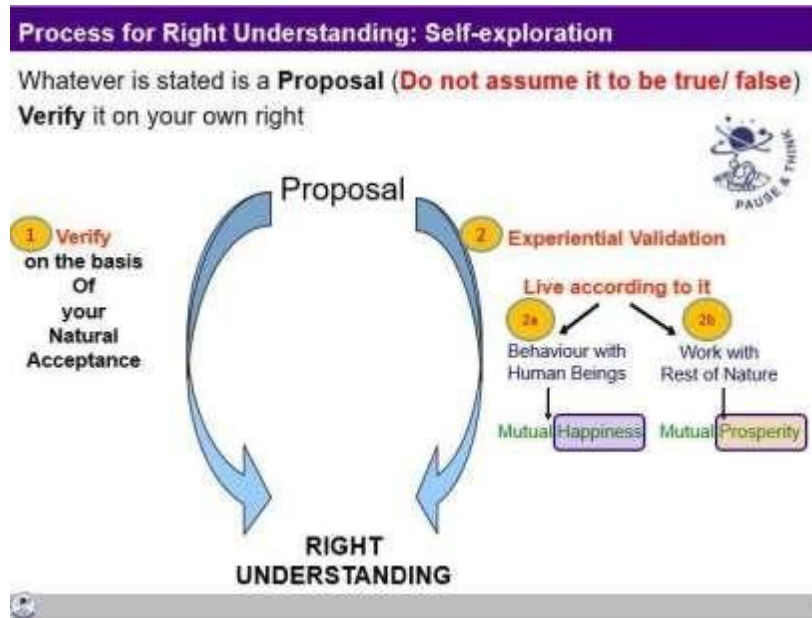 Process for Right Understanding: Self-exploration
Whatever is stated is a Proposal (Do not assume it to be true/ false)
Verify it on your own right
PAUSE & THINK
Proposal
1 Verify
on the basis
Of
your
Natural
Acceptance
2 Experiential Validation
Live according to it
2a
2b
Behaviour with
Human Beings
Work with
Rest of Nature
Mutual Happiness
Mutual Prosperity
RIGHT
UNDERSTANDING